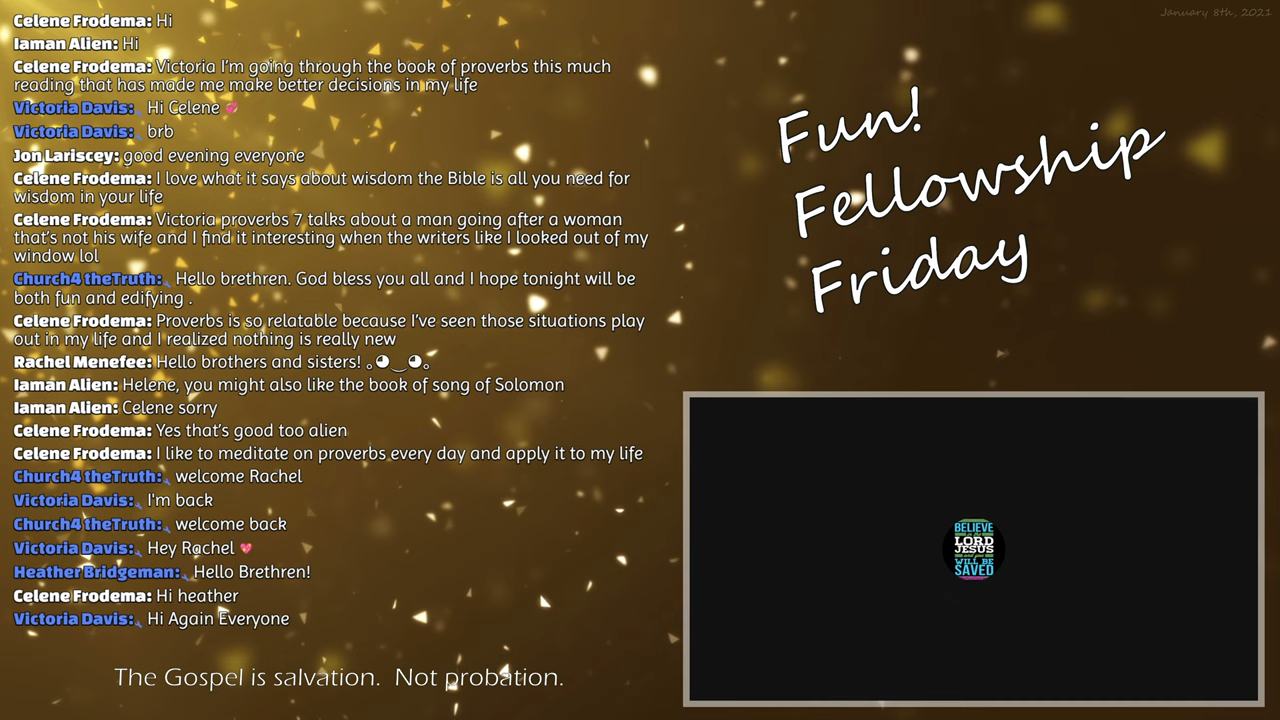 Celene Frodema: Hi
Iaman Alien: Hi
Celene Frodema: Victoria I'm going through the book of proverbs this much
reading that has made me make better decisions in my life
Victoria Davis: Hi Celene 💓
Victoria Davis: brb
Jon Lariscey: good evening everyone
Celene Frodema: I love what it says about wisdom the Bible is all you need for
wisdom in your life
Celene Frodema: Victoria proverbs 7 talks about a man going after a woman
that's not his wife and I find it interesting when the writers like I looked out of my
window lol
Church4 theTruth: Hello brethren. God bless you all and I hope tonight will be
both fun and edifying .
Celene Frodema: Proverbs is so relatable because I've seen those situations play
out in my life and I realized nothing is really new
Rachel Menefee: Hello brothers and sisters! ｡◕‿◕｡
Iaman Alien: Helene, you might also like the book of song of Solomon
Iaman Alien: Celene sorry
Celene Frodema: Yes that's good too alien
Celene Frodema: I like to meditate on proverbs every day and apply it to my life
Church4 theTruth: welcome Rachel
Victoria Davis: I'm back
Church4 theTruth: welcome back
Victoria Davis: Hey Rachel 💓
Heather Bridgeman: Hello Brethren!
Celene Frodema: Hi heather
Victoria Davis: Hi Again Everyone
The Gospel is salvation. Not probation.
January 8th, 2021
Fun!
Fellowship
Friday
BELIEVE
LORD
JESUS
WILL BE
SAVED